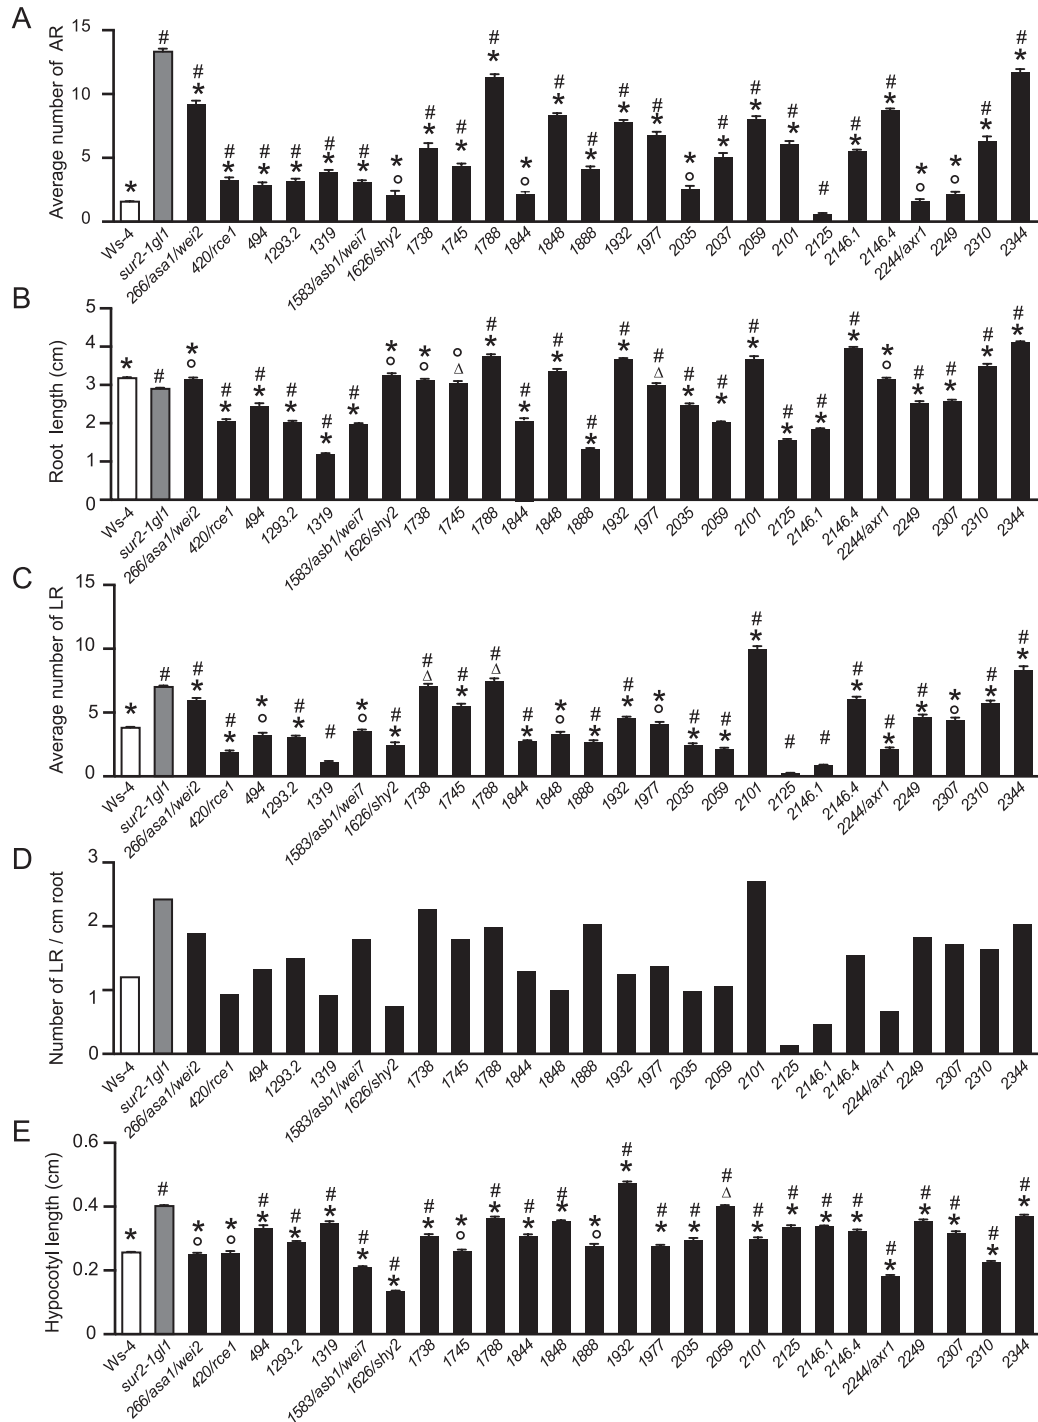 A
Average number of AR
15
10
5
0
# # # # # # # # # # # # # # # # # # # # # # #
* * * * * * * * * * * * * * * * * * * * * * * * * * *
Ws-4 sur2-1gl1 266/asa1/wei2 420/rce1 494 1293.2 1319 1583/asb1/wei7 1626/shy2 1738 1745 1788 1844 1848 1888 1932 1977 2035 2037 2059 2101 2125 2146.1 2146.4 2244/axr1 2249 2310 2344
B
Root length (cm)
5
4
3
2
1
0
Ws-4 sur2-1gl1 266/asa1/wei2 420/rce1 494 1293.2 1319 1583/asb1/wei7 1626/shy2 1738 1745 1788 1844 1848 1888 1932 1977 2035 2059 2101 2125 2146.1 2146.4 2244/axr1 2249 2307 2310 2344
C
Average number of LR
15
10
5
0
Ws-4 sur2-1gl1 266/asa1/wei2 420/rce1 494 1293.2 1319 1583/asb1/wei7 1626/shy2 1738 1745 1788 1844 1848 1888 1932 1977 2035 2059 2101 2125 2146.1 2146.4 2244/axr1 2249 2307 2310 2344
D
Number of LR / cm root
3
2
1
0
Ws-4 sur2-1gl1 266/asa1/wei2 420/rce1 494 1293.2 1319 1583/asb1/wei7 1626/shy2 1738 1745 1788 1844 1848 1888 1932 1977 2035 2059 2101 2125 2146.1 2146.4 2244/axr1 2249 2307 2310 2344
E
Hypocotyl length (cm)
0.6
0.4
0.2
0
Ws-4 sur2-1gl1 266/asa1/wei2 420/rce1 494 1293.2 1319 1583/asb1/wei7 1626/shy2 1738 1745 1788 1844 1848 1888 1932 1977 2035 2059 2101 2125 2146.1 2146.4 2244/axr1 2249 2307 2310 2344